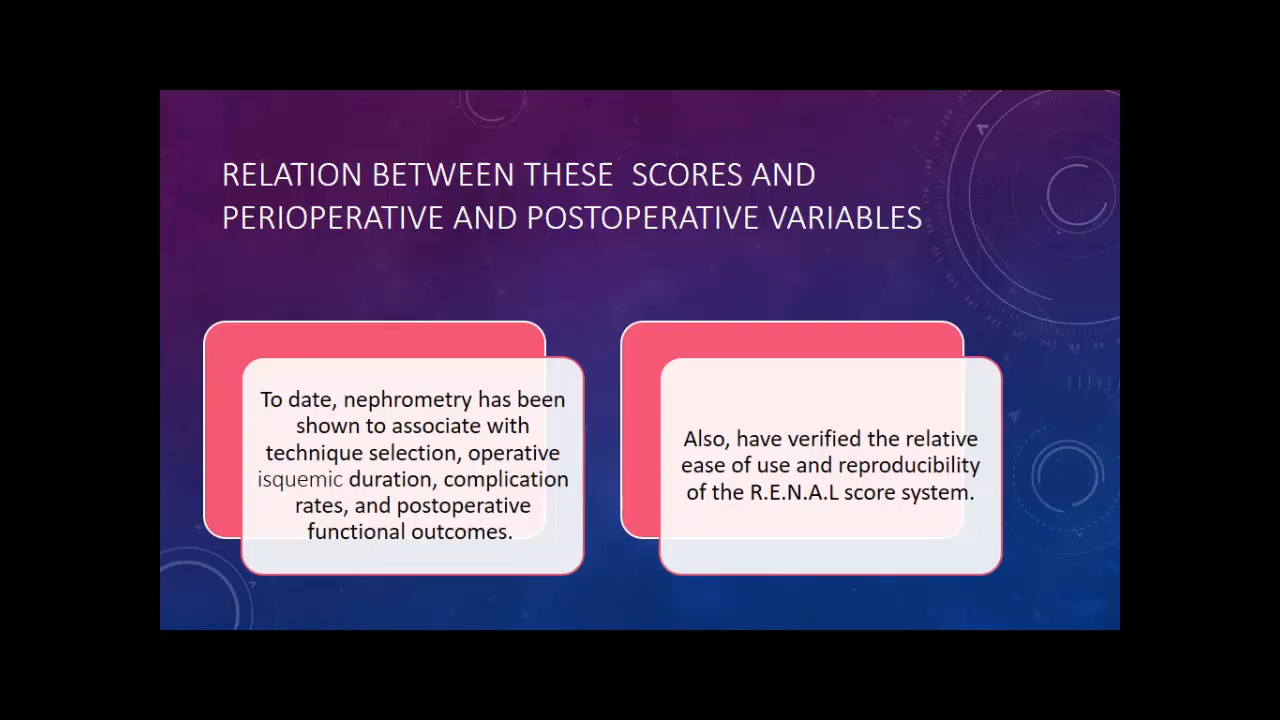 RELATION BETWEEN THESE  SCORES AND
PERIOPERATIVE AND POSTOPERATIVE VARIABLES
To date, nephrometry has been
shown to associate with
technique selection, operative
isquemic duration, complication
rates, and postoperative
functional outcomes.
Also, have verified the relative
ease of use and reproducibility
of the R.E.N.A.L score system.